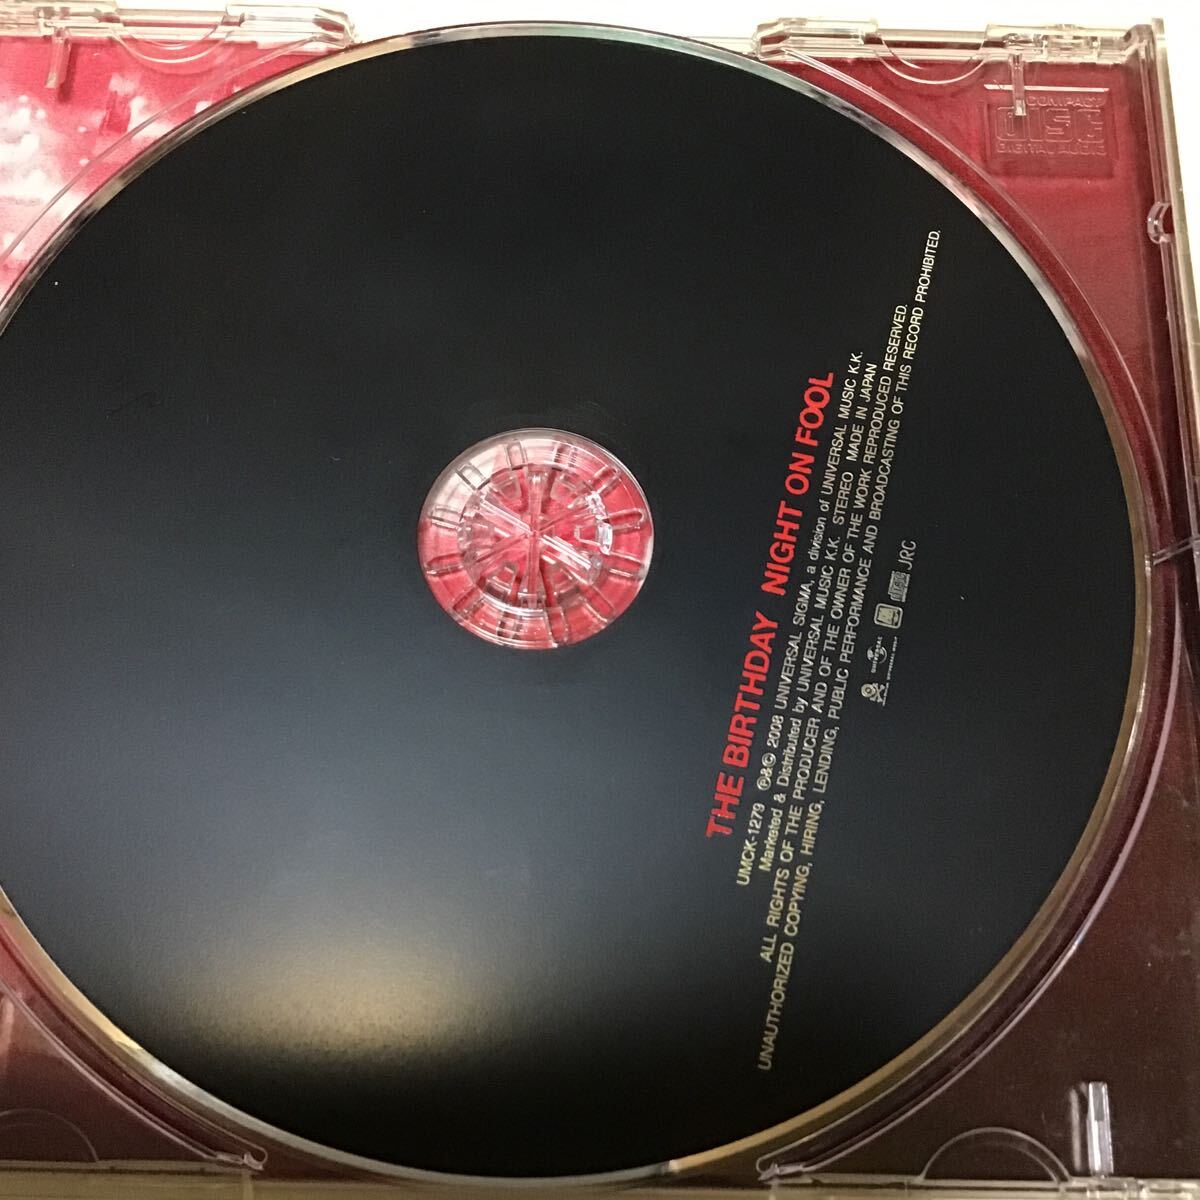 COMPACT
DISC
DIGITAL AUDIO
THE BIRTHDAY NIGHT ON FOOL
UMCK-1279 ℗&© 2008 UNIVERSAL SIGMA, a division of UNIVERSAL MUSIC K.K.
Marketed & Distributed by UNIVERSAL MUSIC K.K. STEREO MADE IN JAPAN
ALL RIGHTS OF THE PRODUCER AND OF THE OWNER OF THE WORK REPRODUCED RESERVED.
UNAUTHORIZED COPYING, HIRING, LENDING, PUBLIC PERFORMANCE AND BROADCASTING OF THIS RECORD PROHIBITED.
UNIVERSAL
JRC